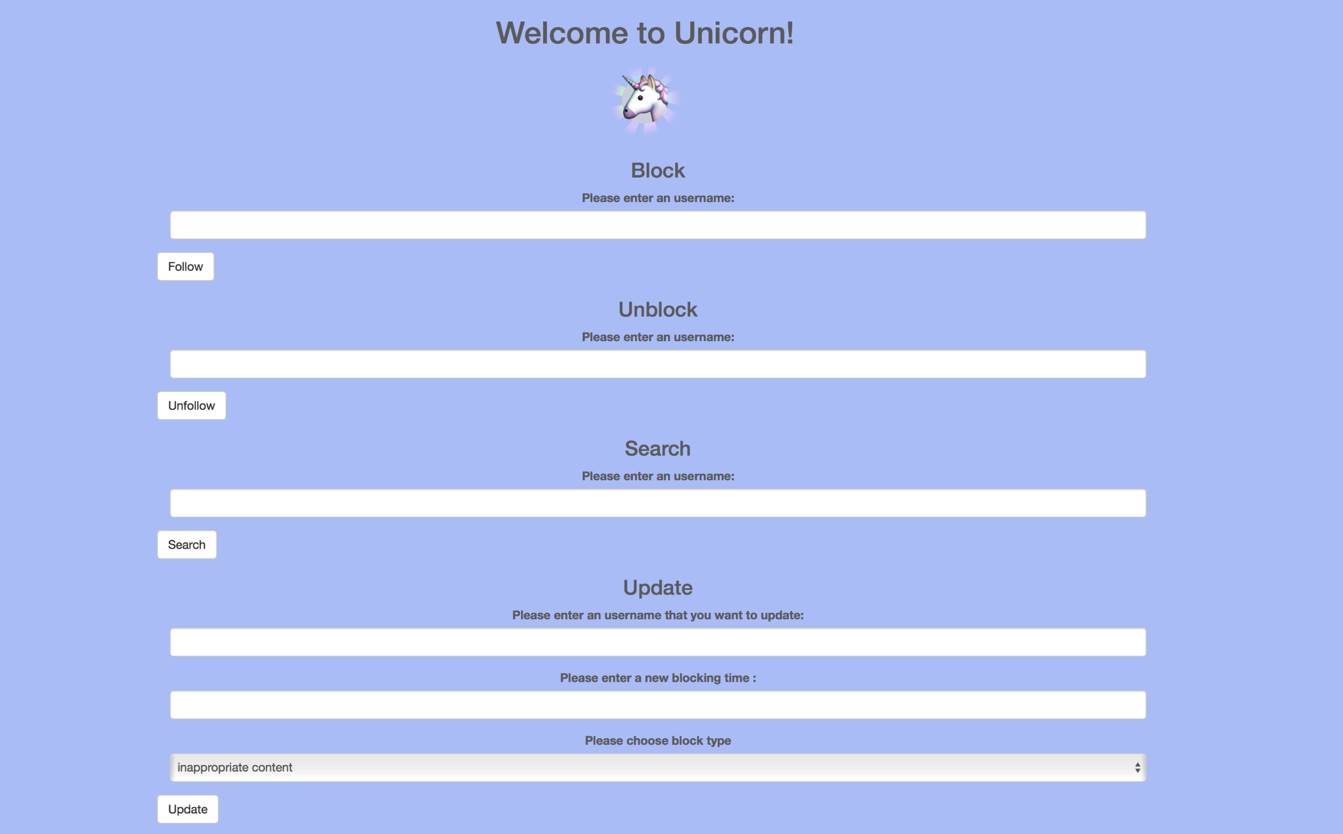 Welcome to Unicorn!
Block
Please enter an username:
Follow
Unblock
Please enter an username:
Unfollow
Search
Please enter an username:
Search
Update
Please enter an username that you want to update:
Please enter a new blocking time :
Please choose block type
inappropriate content
Update